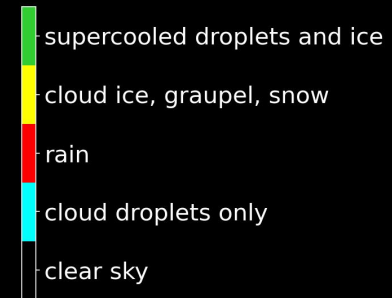 supercooled droplets and ice
cloud ice, graupel, snow
rain
cloud droplets only
clear sky